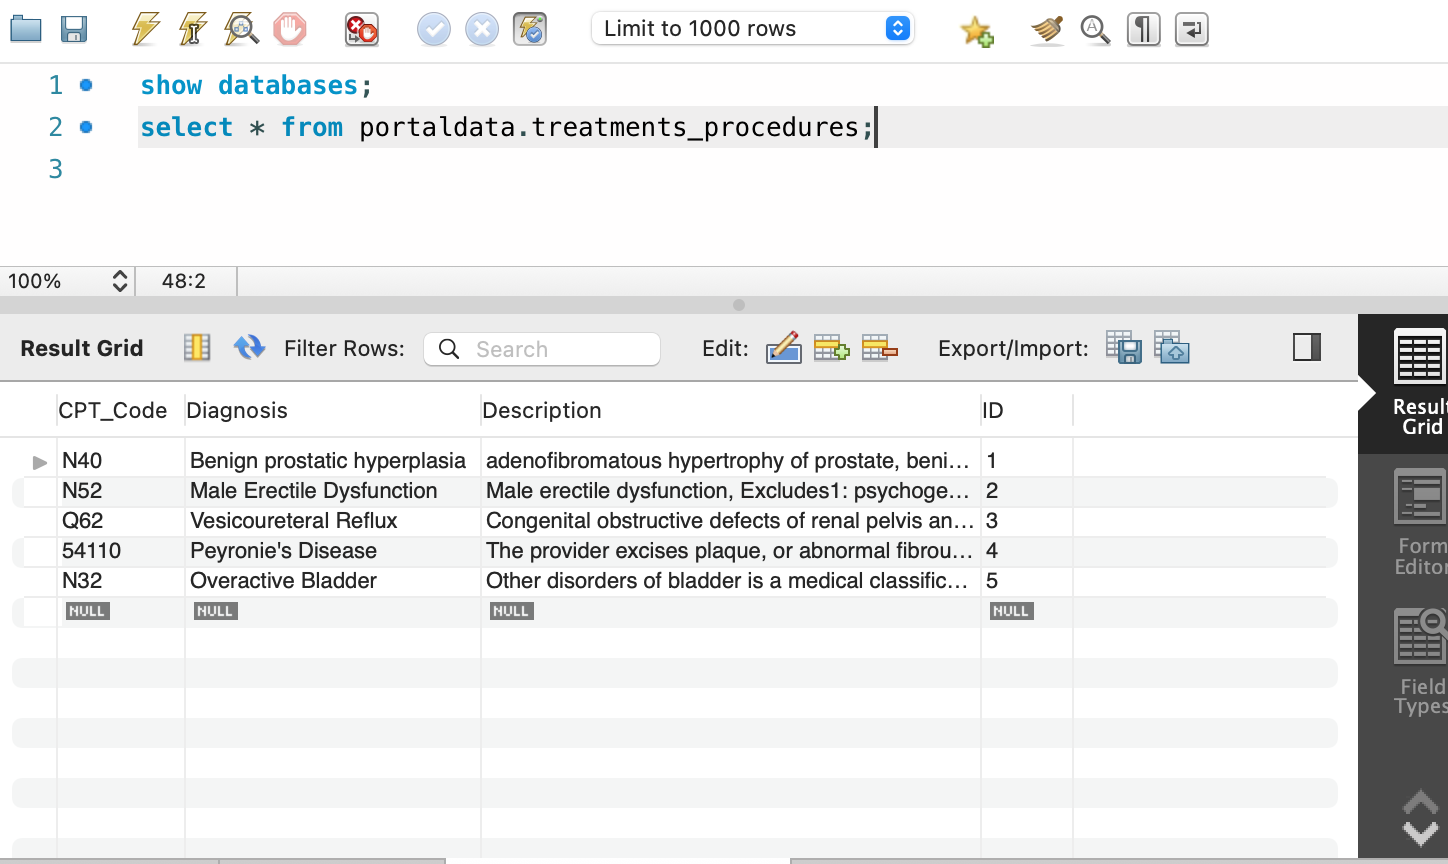 Limit to 1000 rows
1 show databases;
2 select * from portaldata.treatments_procedures;
3
100% 48:2
Result Grid Filter Rows: Search Edit: Export/Import:
CPT_Code Diagnosis Description ID
N40 Benign prostatic hyperplasia adenofibromatous hypertrophy of prostate, beni... 1
N52 Male Erectile Dysfunction Male erectile dysfunction, Excludes1: psychoge... 2
Q62 Vesicoureteral Reflux Congenital obstructive defects of renal pelvis an... 3
54110 Peyronie's Disease The provider excises plaque, or abnormal fibrou... 4
N32 Overactive Bladder Other disorders of bladder is a medical classific... 5
NULL NULL NULL NULL
Result
Grid
Form
Editor
Field
Types